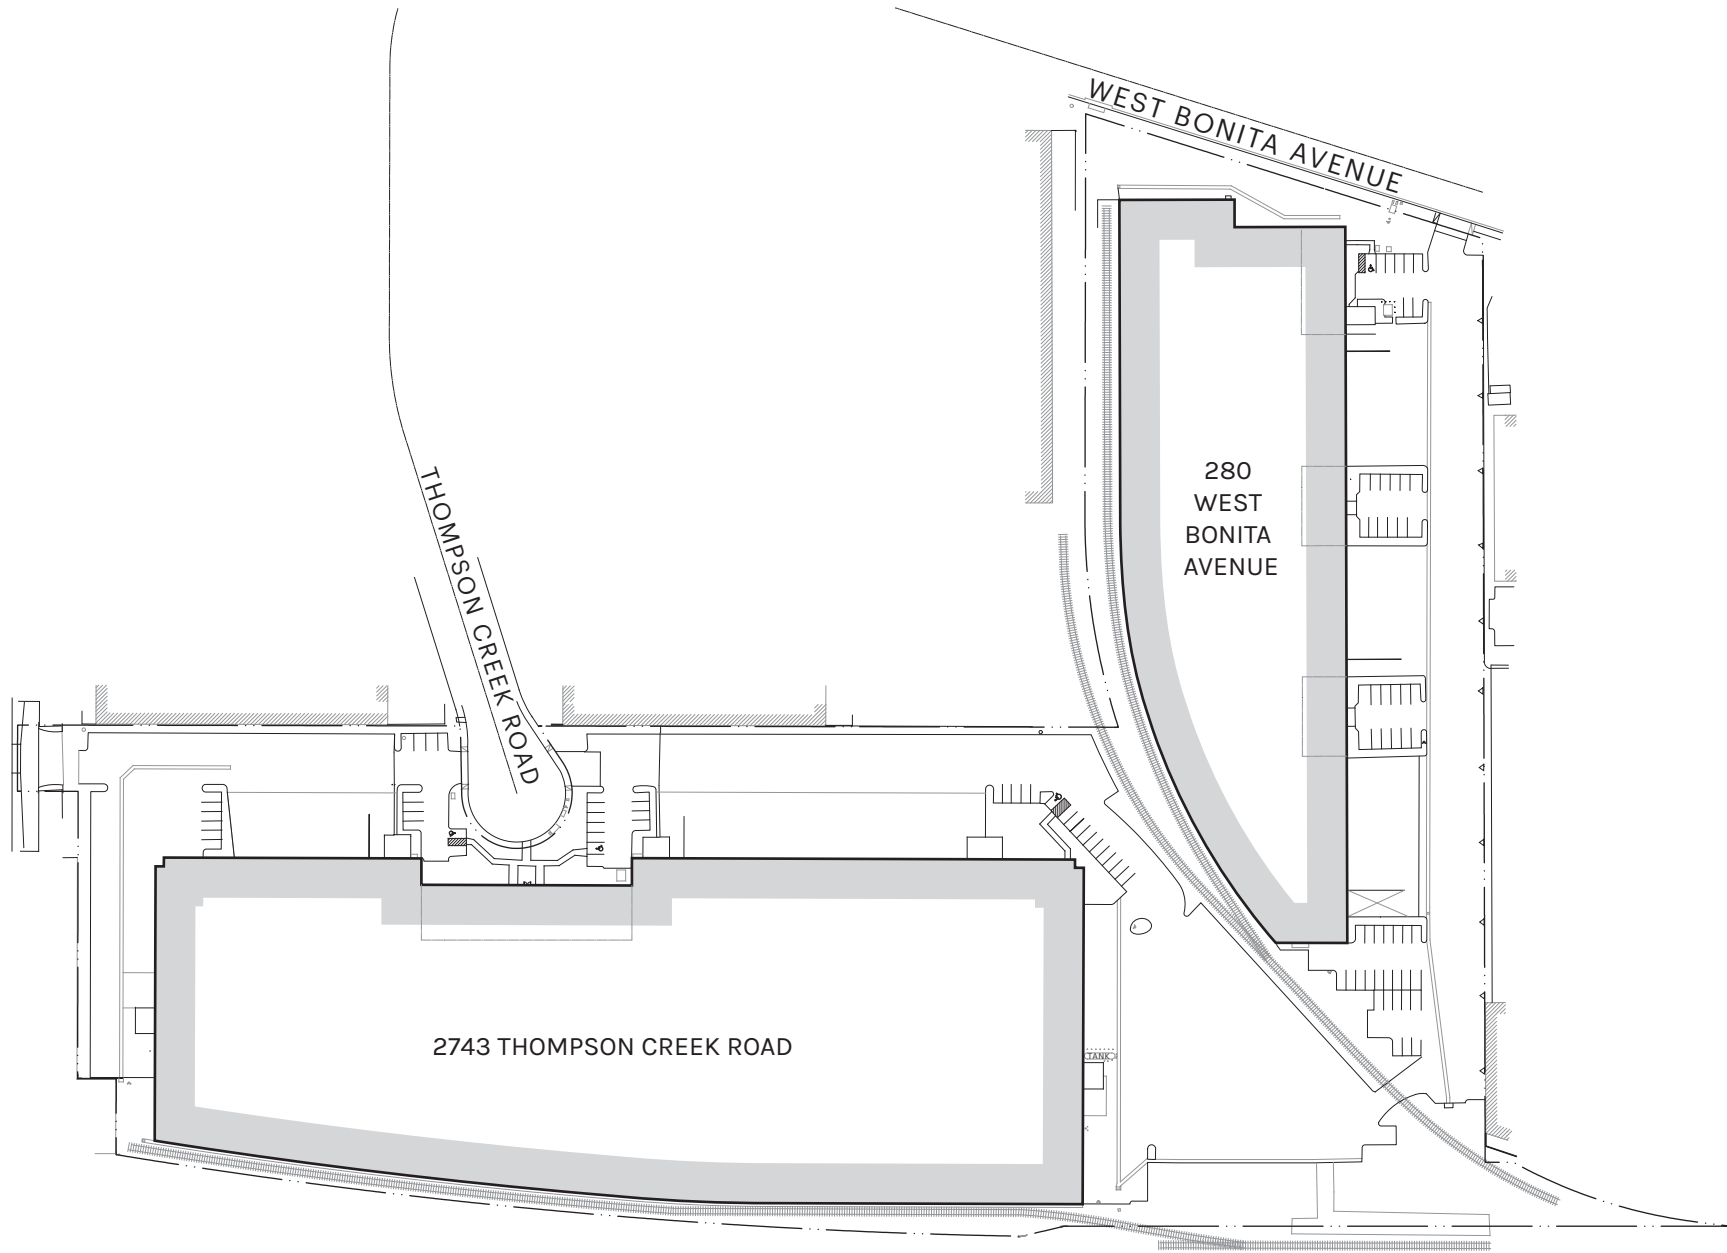 WEST BONITA AVENUE
280
WEST
BONITA
AVENUE
THOMPSON CREEK ROAD
2743 THOMPSON CREEK ROAD
TANK